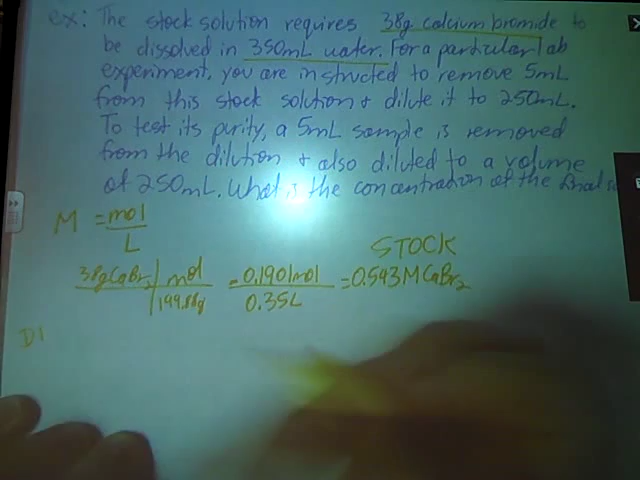 ex: The stock solution requires 38g calcium bromide to
be dissolved in 350mL water. For a particular lab
experiment, you are instructed to remove 5mL
from this stock solution & dilute it to 250mL.
To test its purity, a 5mL sample is removed
from the dilution & also diluted to a volume
of 250mL. What is the concentration of the final
M = mol
L
STOCK
38g CaBr2 | mol = 0.1901mol = 0.543M CaBr2
199.88g 0.35L
DI